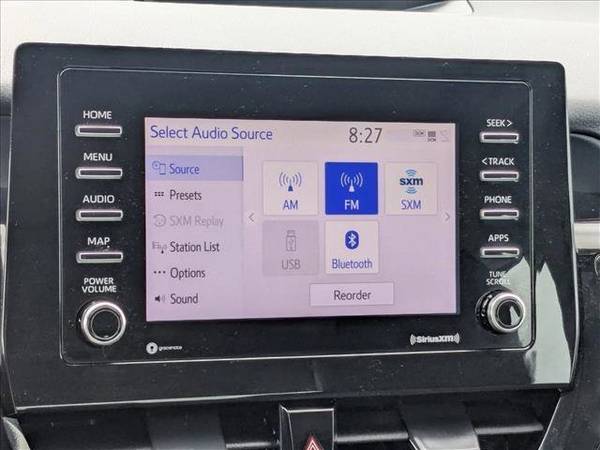 HOME
MENU
AUDIO
MAP
POWER
VOLUME
Select Audio Source
8:27
Source
Presets
SXM Replay
Station List
Options
Sound
AM
FM
sxm
SXM
USB
Bluetooth
Reorder
SEEK >
< TRACK
PHONE
APPS
TUNE
SCROLL
gracenote
SiriusXM